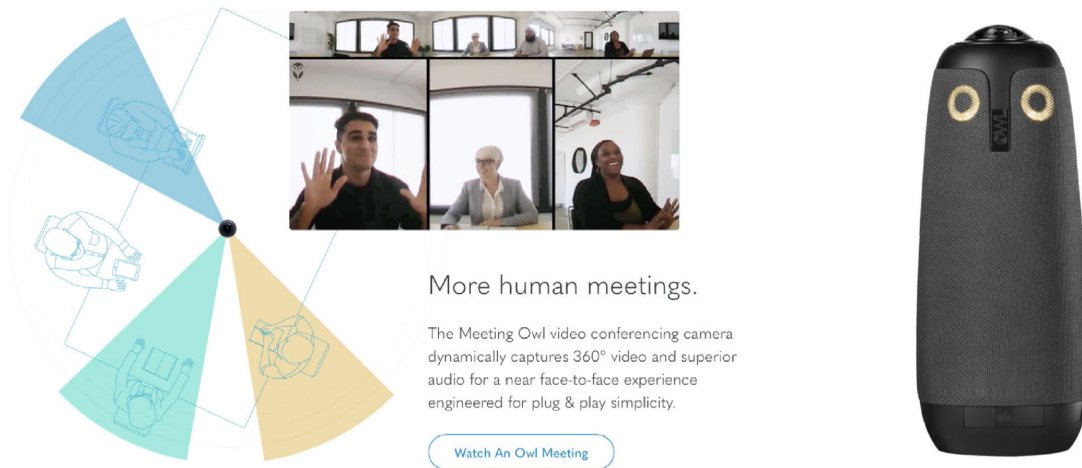 More human meetings.
The Meeting Owl video conferencing camera
dynamically captures 360° video and superior
audio for a near face-to-face experience
engineered for plug & play simplicity.
Watch An Owl Meeting
OWL